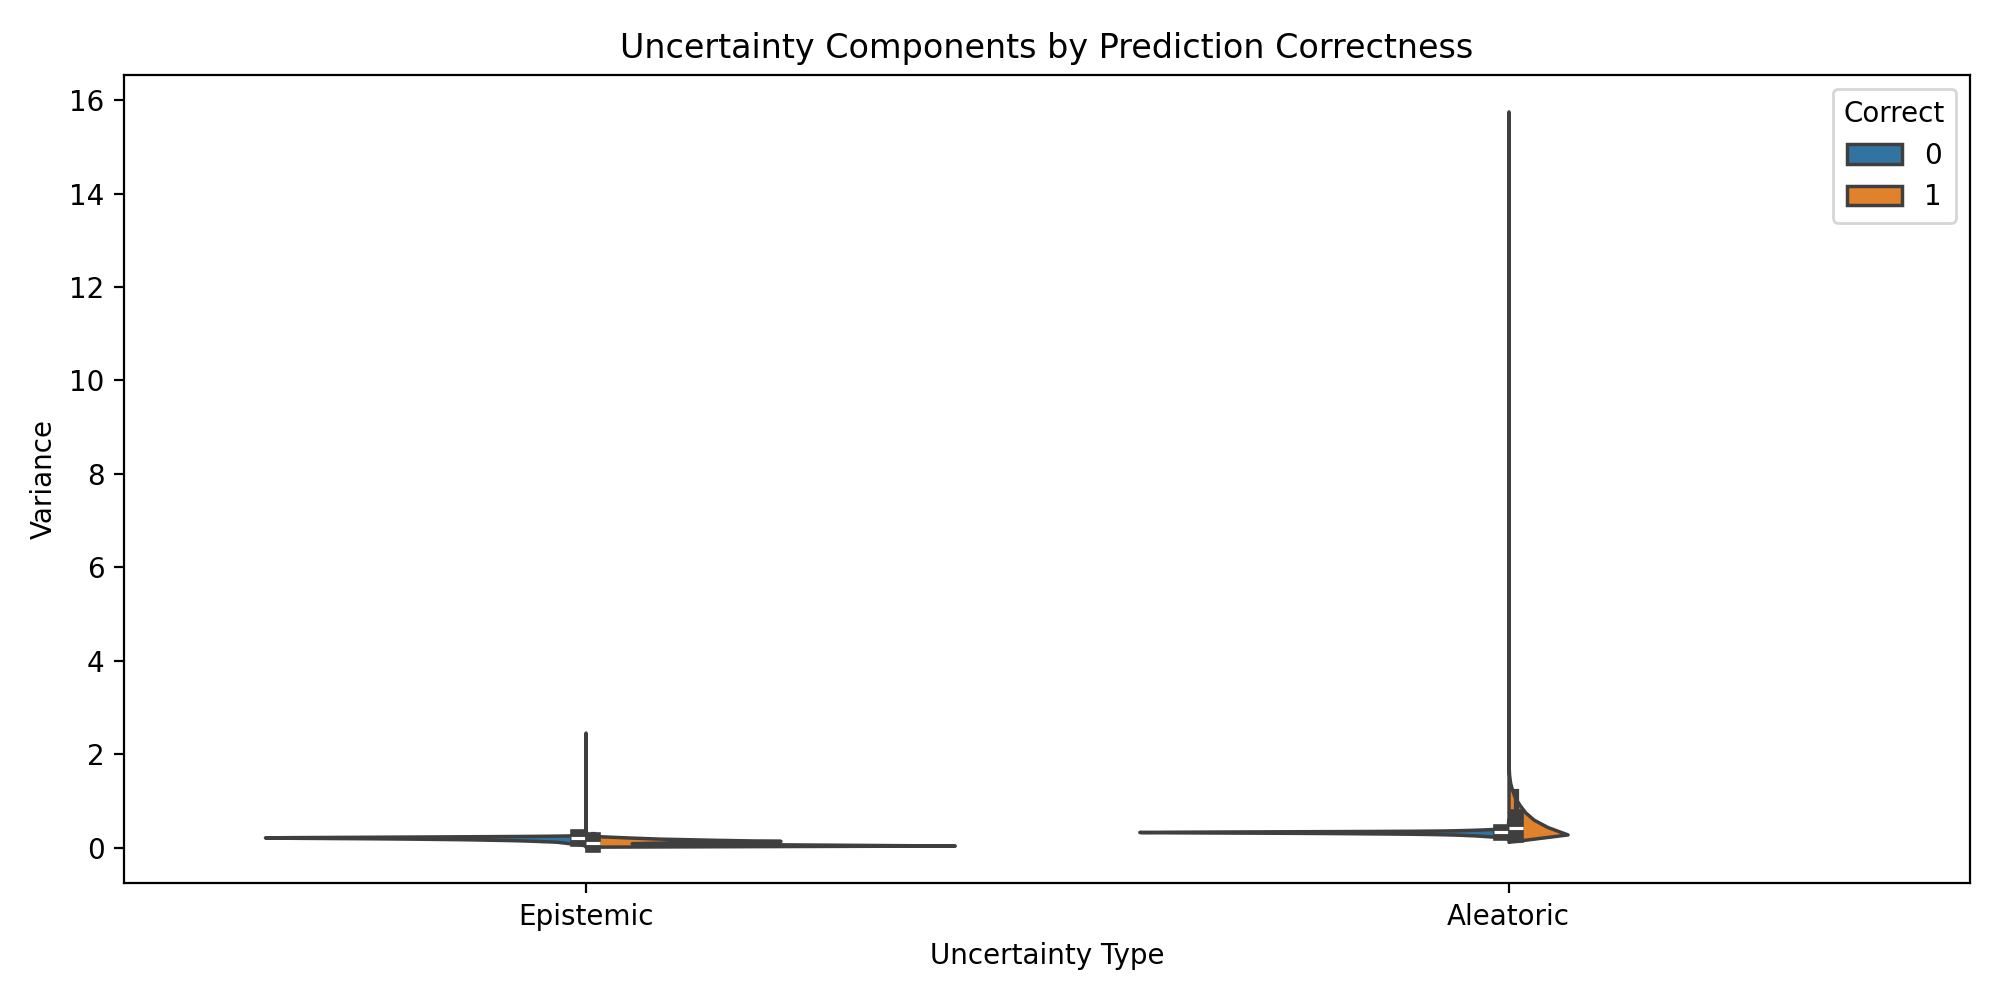 Uncertainty Components by Prediction Correctness
16
14
12
10
8
6
4
2
0
Variance
Correct
0
1
Epistemic
Aleatoric
Uncertainty Type